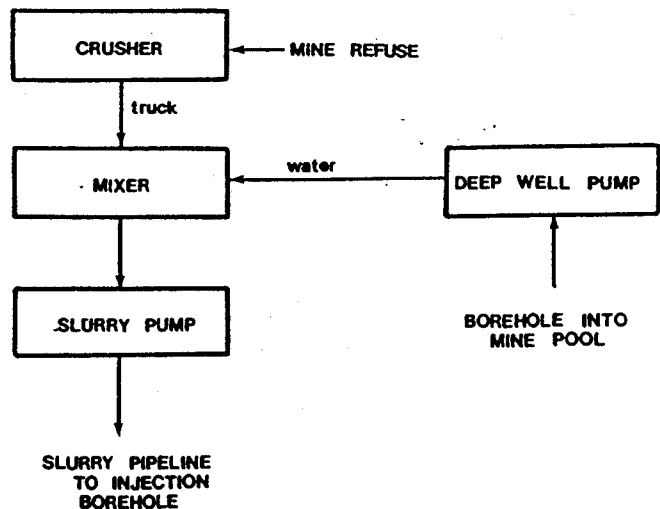 CRUSHER
MINE REFUSE
truck
MIXER
water
DEEP WELL PUMP
SLURRY PUMP
BOREHOLE INTO
MINE POOL
SLURRY PIPELINE
TO INJECTION
BOREHOLE